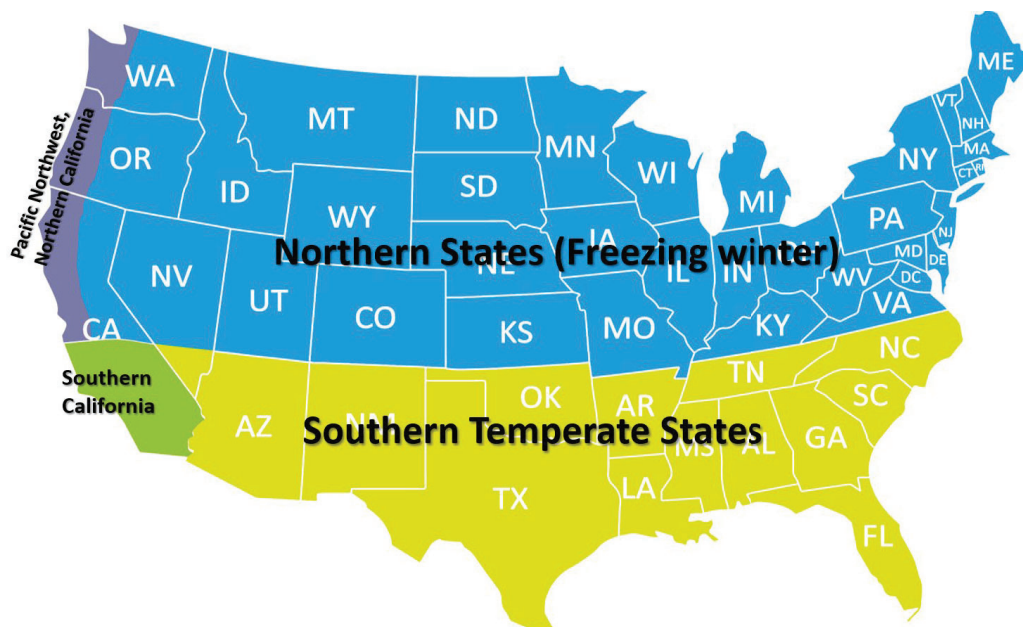 ME
WA
VT
MT
ND
NH
MN
OR
MA
WI
NY
CT
RI
ID
SD
MI
WY
PA
Pacific Northwest,
Northern California
IA
NJ
OH
Northern States (Freezing winter)
NE
MD
DE
NV
IL
IN
WV
DC
UT
CO
VA
CA
KS
MO
KY
NC
TN
Southern
California
OK
SC
AR
AZ
NM
Southern Temperate States
GA
MS
AL
TX
LA
FL